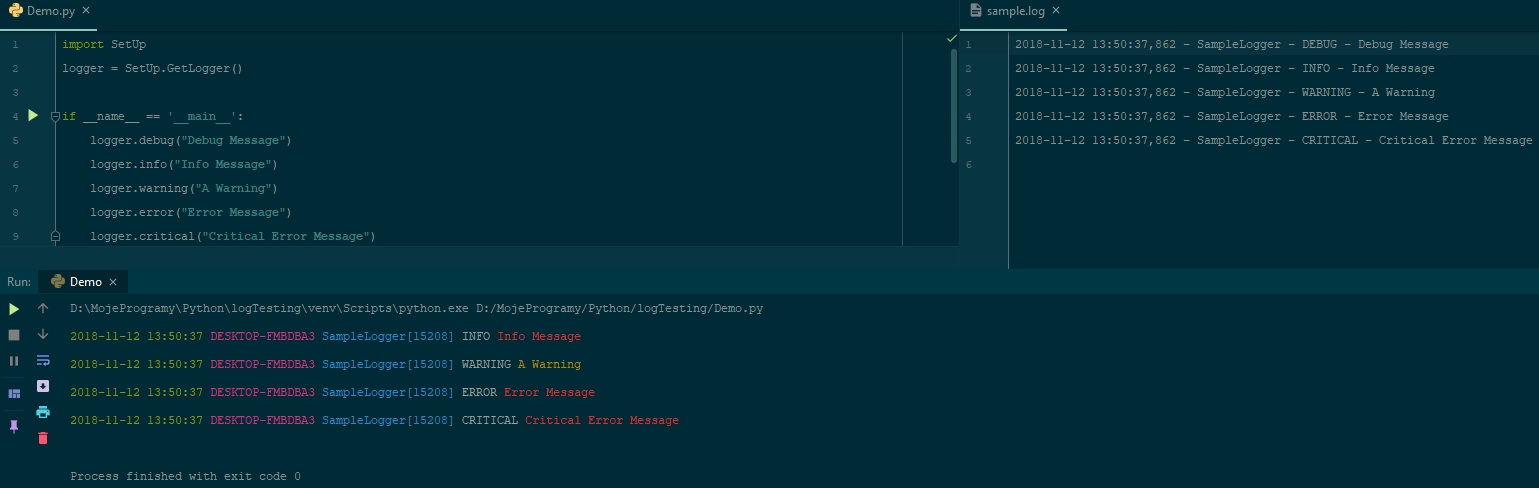 Demo.py
1 import SetUp
2 logger = SetUp.GetLogger()
3
4 if __name__ == '__main__':
5 logger.debug("Debug Message")
6 logger.info("Info Message")
7 logger.warning("A Warning")
8 logger.error("Error Message")
9 logger.critical("Critical Error Message")
sample.log
1 2018-11-12 13:50:37,862 - SampleLogger - DEBUG - Debug Message
2 2018-11-12 13:50:37,862 - SampleLogger - INFO - Info Message
3 2018-11-12 13:50:37,862 - SampleLogger - WARNING - A Warning
4 2018-11-12 13:50:37,862 - SampleLogger - ERROR - Error Message
5 2018-11-12 13:50:37,862 - SampleLogger - CRITICAL - Critical Error Message
6
Run: Demo
D:\MojeProgramy\Python\logTesting\venv\Scripts\python.exe D:/MojeProgramy/Python/logTesting/Demo.py
2018-11-12 13:50:37 DESKTOP-FMBDBA3 SampleLogger[15208] INFO Info Message
2018-11-12 13:50:37 DESKTOP-FMBDBA3 SampleLogger[15208] WARNING A Warning
2018-11-12 13:50:37 DESKTOP-FMBDBA3 SampleLogger[15208] ERROR Error Message
2018-11-12 13:50:37 DESKTOP-FMBDBA3 SampleLogger[15208] CRITICAL Critical Error Message
Process finished with exit code 0